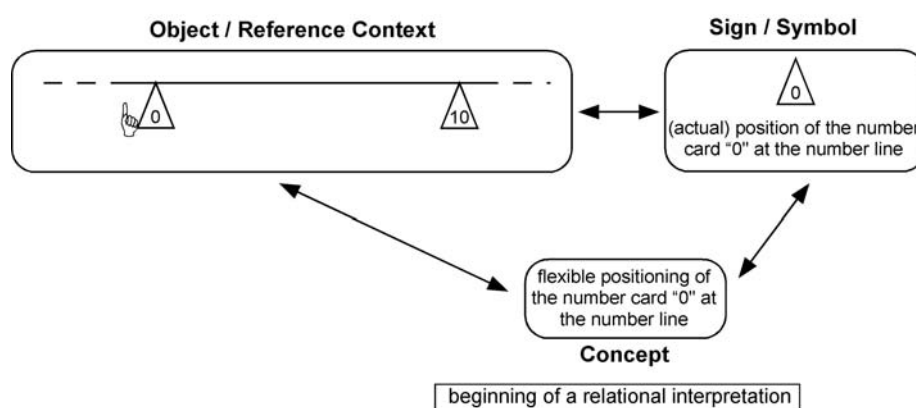 Object / Reference Context
Sign / Symbol
0
10
0
(actual) position of the number
card "0" at the number line
flexible positioning of
the number card "0" at
the number line
Concept
beginning of a relational interpretation